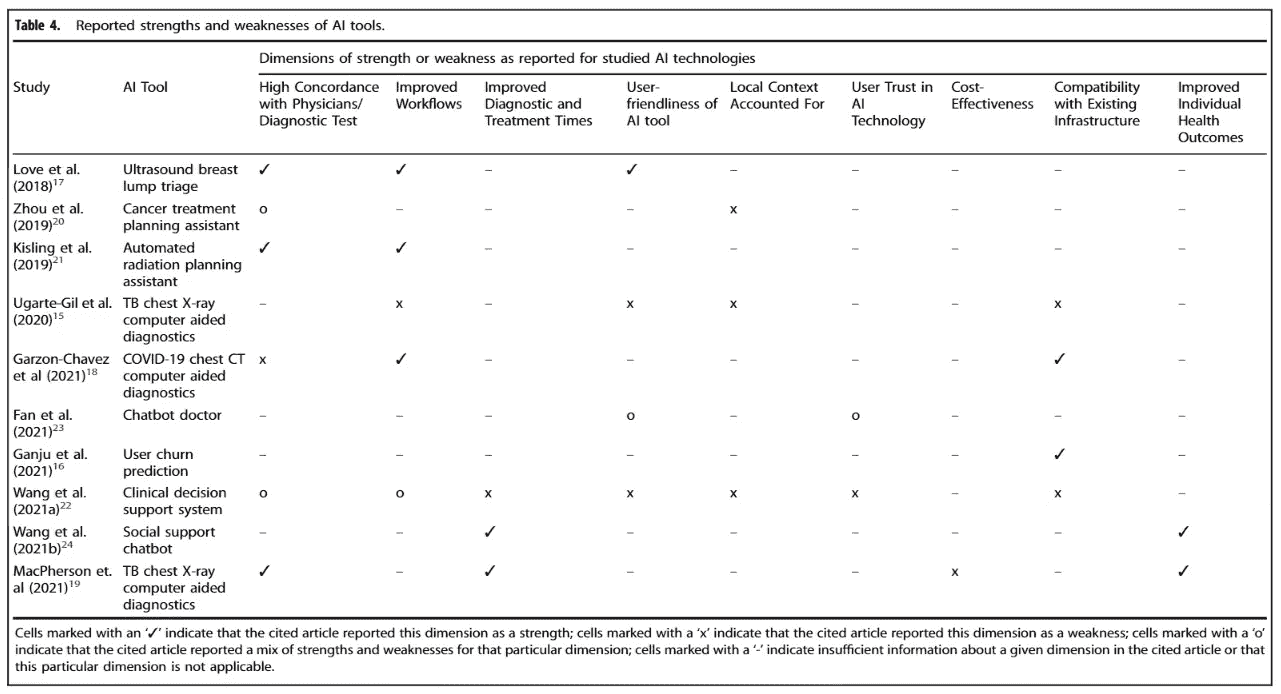 Table 4. Reported strengths and weaknesses of AI tools.
Dimensions of strength or weakness as reported for studied AI technologies
Study AI Tool High Concordance Improved Improved User- Local Context User Trust in Cost- Compatibility Improved
with Physicians/ Workflows Diagnostic and friendliness of Accounted For AI Effectiveness with Existing Individual
Diagnostic Test Treatment Times AI tool Technology Infrastructure Health
Outcomes
Love et al. Ultrasound breast ✓ ✓ – ✓ – – – – –
(2018)17 lump triage
Zhou et al. Cancer treatment o – – – x – – – –
(2019)20 planning assistant
Kisling et al. Automated ✓ ✓ – – – – – – –
(2019)21 radiation planning
assistant
Ugarte-Gil et al. TB chest X-ray – x – x x – – x –
(2020)15 computer aided
diagnostics
Garzon-Chavez COVID-19 chest CT x ✓ – – – – – ✓ –
et al (2021)18 computer aided
diagnostics
Fan et al. Chatbot doctor – – – o – o – – –
(2021)23
Ganju et al. User churn – – – – – – – ✓ –
(2021)16 prediction
Wang et al. Clinical decision o o x x x x – x –
(2021a)22 support system
Wang et al. Social support – – ✓ – – – – – ✓
(2021b)24 chatbot
MacPherson et. TB chest X-ray ✓ – ✓ – – – x – ✓
al (2021)19 computer aided
diagnostics
Cells marked with an ‘✓’ indicate that the cited article reported this dimension as a strength; cells marked with a ‘x’ indicate that the cited article reported this dimension as a weakness; cells marked with a ‘o’
indicate that the cited article reported a mix of strengths and weaknesses for that particular dimension; cells marked with a ‘-’ indicate insufficient information about a given dimension in the cited article or that
this particular dimension is not applicable.